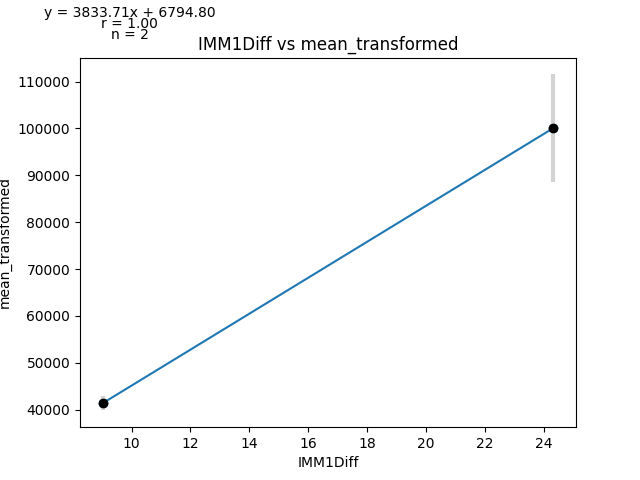 y = 3833.71x + 6794.80
r = 1.00
n = 2
IMM1Diff vs mean_transformed
110000
100000
90000
80000
70000
60000
50000
40000
mean_transformed
10 12 14 16 18 20 22 24
IMM1Diff